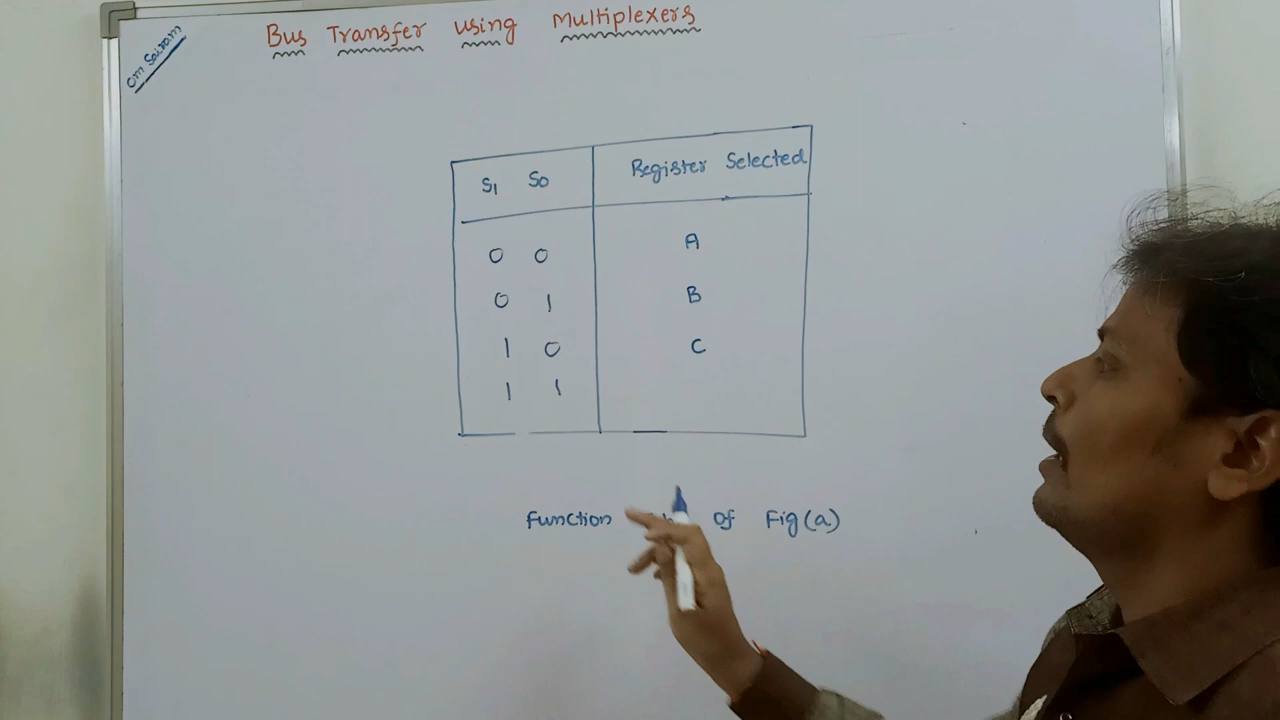 Om Sairam
Bus Transfer using Multiplexers
S1 S0 Register Selected
0 0 A
0 1 B
1 0 C
1 1
Function of Fig(a)